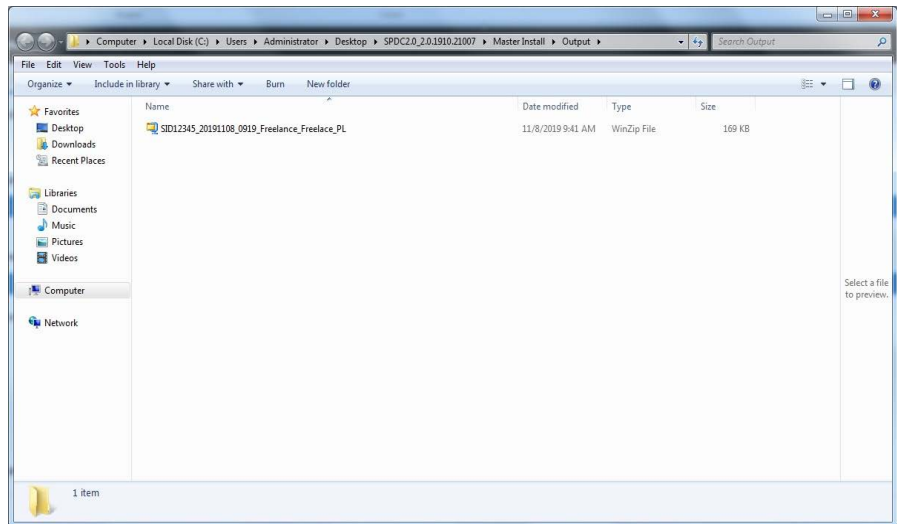 Computer ▸ Local Disk (C:) ▸ Users ▸ Administrator ▸ Desktop ▸ SPDC2.0_2.0.1910.21007 ▸ Master Install ▸ Output ▸ Search Output
File Edit View Tools Help
Organize Include in library Share with Burn New folder
Favorites
Desktop
Downloads
Recent Places
Libraries
Documents
Music
Pictures
Videos
Computer
Network
Name Date modified Type Size
SID12345_20191108_0919_Freelance_Freelace_PL 11/8/2019 9:41 AM WinZip File 169 KB
Select a file
to preview.
1 item